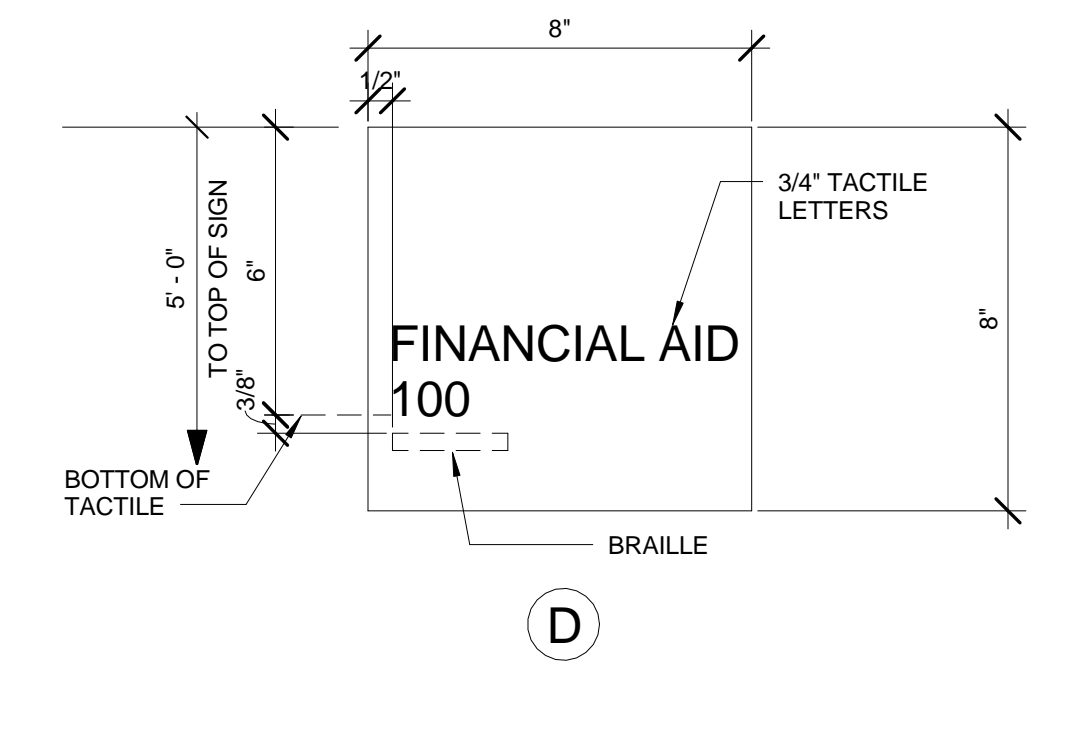 8"
1/2"
3/4" TACTILE
LETTERS
5' - 0"
TO TOP OF SIGN
6"
8"
FINANCIAL AID
100
3/8"
BOTTOM OF
TACTILE
BRAILLE
D